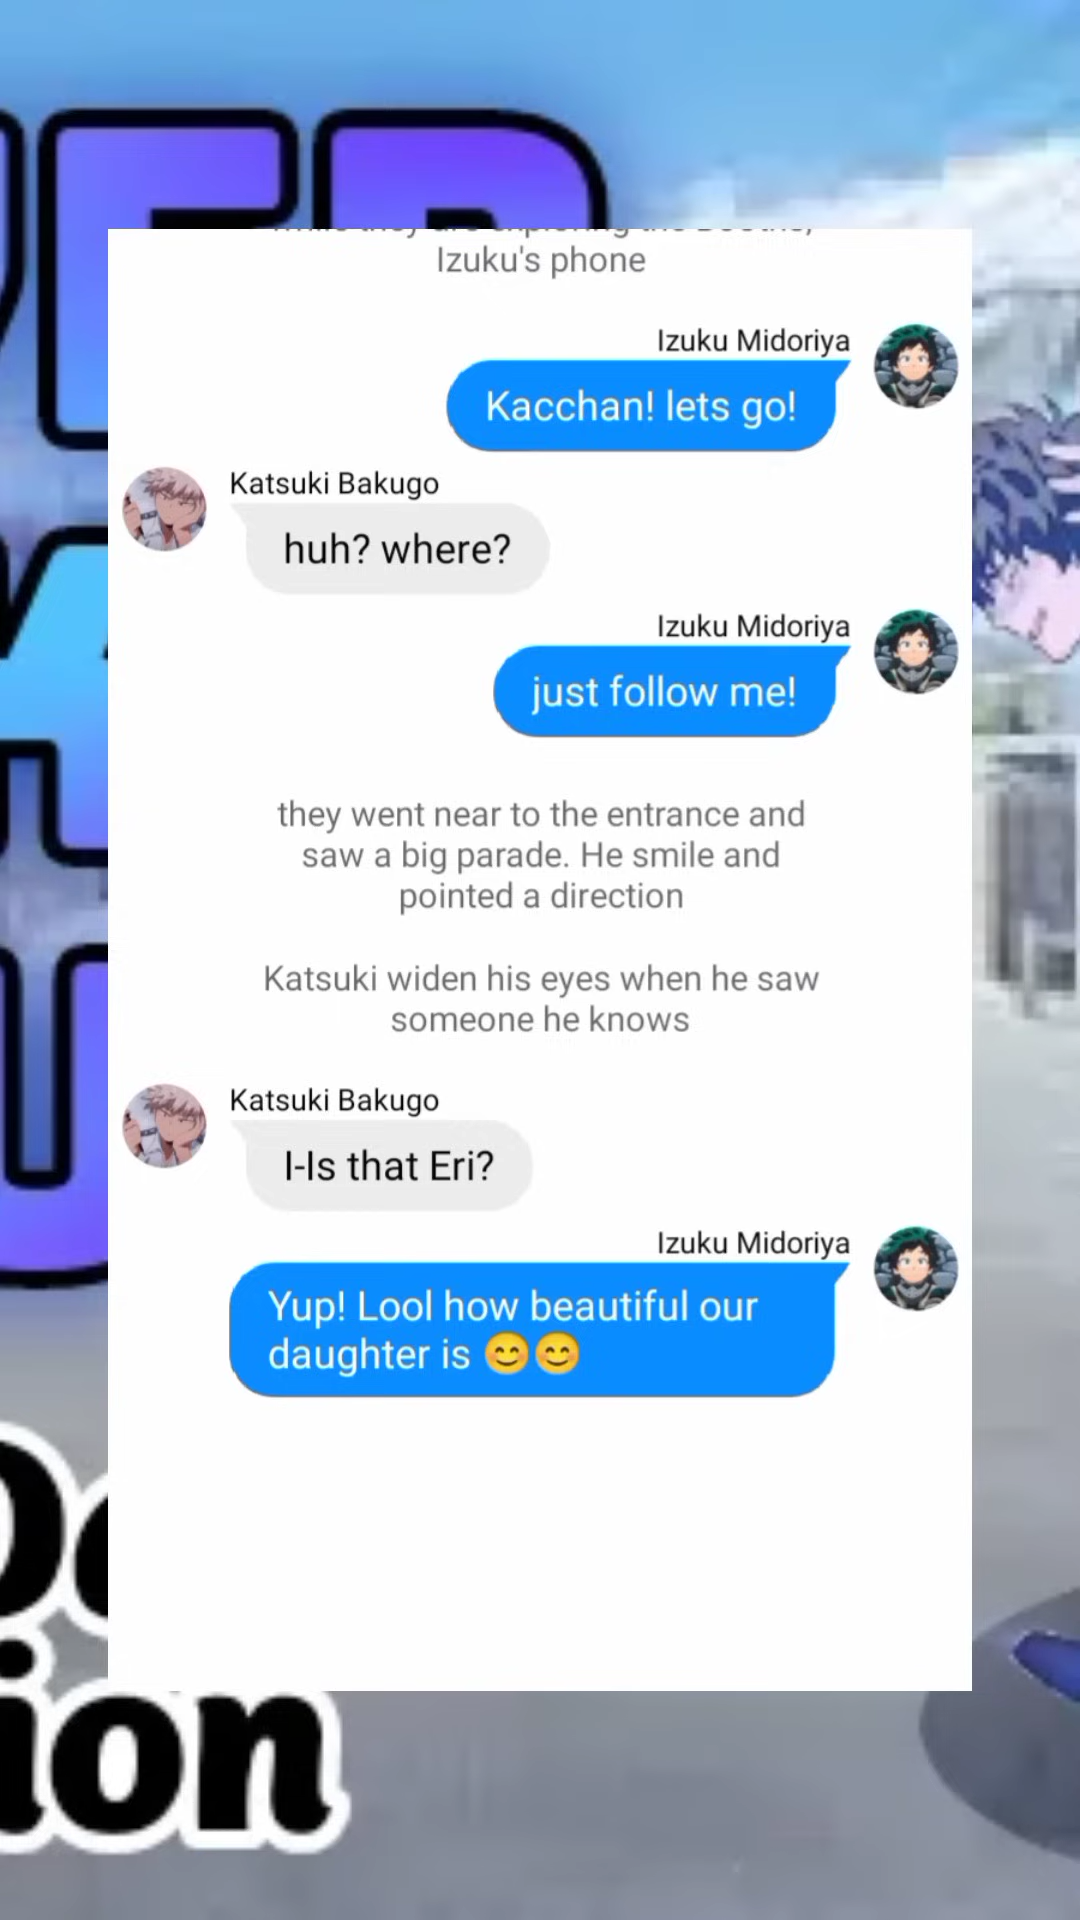 Izuku's phone
Izuku Midoriya
Kacchan! lets go!
Katsuki Bakugo
huh? where?
Izuku Midoriya
just follow me!
they went near to the entrance and
saw a big parade. He smile and
pointed a direction
Katsuki widen his eyes when he saw
someone he knows
Katsuki Bakugo
I-Is that Eri?
Izuku Midoriya
Yup! Lool how beautiful our
daughter is 😊😊
ion